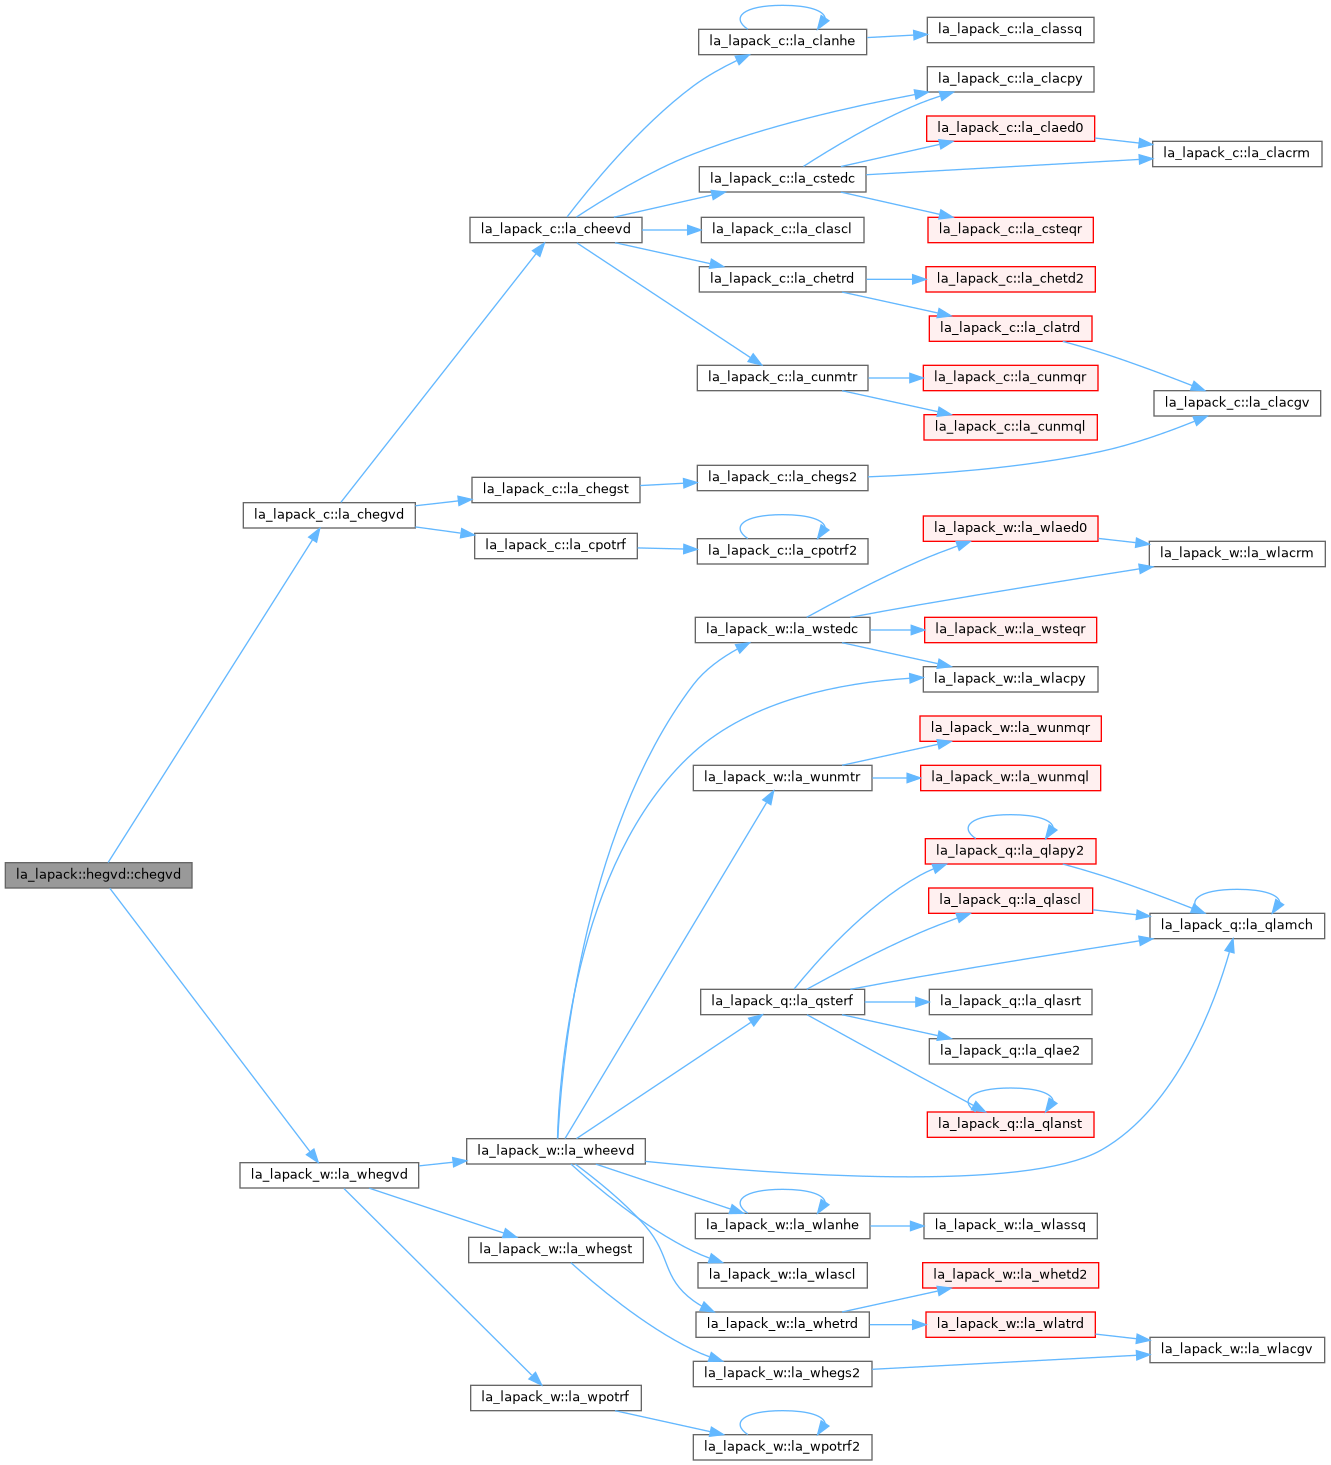 la_lapack_c::la_clanhe
la_lapack_c::la_classq
la_lapack_c::la_clacpy
la_lapack_c::la_claed0
la_lapack_c::la_clacrm
la_lapack_c::la_cstedc
la_lapack_c::la_cheevd
la_lapack_c::la_clascl
la_lapack_c::la_csteqr
la_lapack_c::la_chetrd
la_lapack_c::la_chetd2
la_lapack_c::la_clatrd
la_lapack_c::la_cunmtr
la_lapack_c::la_cunmqr
la_lapack_c::la_clacgv
la_lapack_c::la_cunmql
la_lapack_c::la_chegst
la_lapack_c::la_chegs2
la_lapack_c::la_chegvd
la_lapack_c::la_cpotrf
la_lapack_c::la_cpotrf2
la_lapack_w::la_wlaed0
la_lapack_w::la_wlacrm
la_lapack_w::la_wstedc
la_lapack_w::la_wsteqr
la_lapack_w::la_wlacpy
la_lapack_w::la_wunmqr
la_lapack_w::la_wunmtr
la_lapack_w::la_wunmql
la_lapack_q::la_qlapy2
la_lapack::hegvd::chegvd
la_lapack_q::la_qlascl
la_lapack_q::la_qlamch
la_lapack_q::la_qsterf
la_lapack_q::la_qlasrt
la_lapack_q::la_qlae2
la_lapack_q::la_qlanst
la_lapack_w::la_wheevd
la_lapack_w::la_whegvd
la_lapack_w::la_wlanhe
la_lapack_w::la_wlassq
la_lapack_w::la_whegst
la_lapack_w::la_wlascl
la_lapack_w::la_whetd2
la_lapack_w::la_whetrd
la_lapack_w::la_wlatrd
la_lapack_w::la_wlacgv
la_lapack_w::la_whegs2
la_lapack_w::la_wpotrf
la_lapack_w::la_wpotrf2